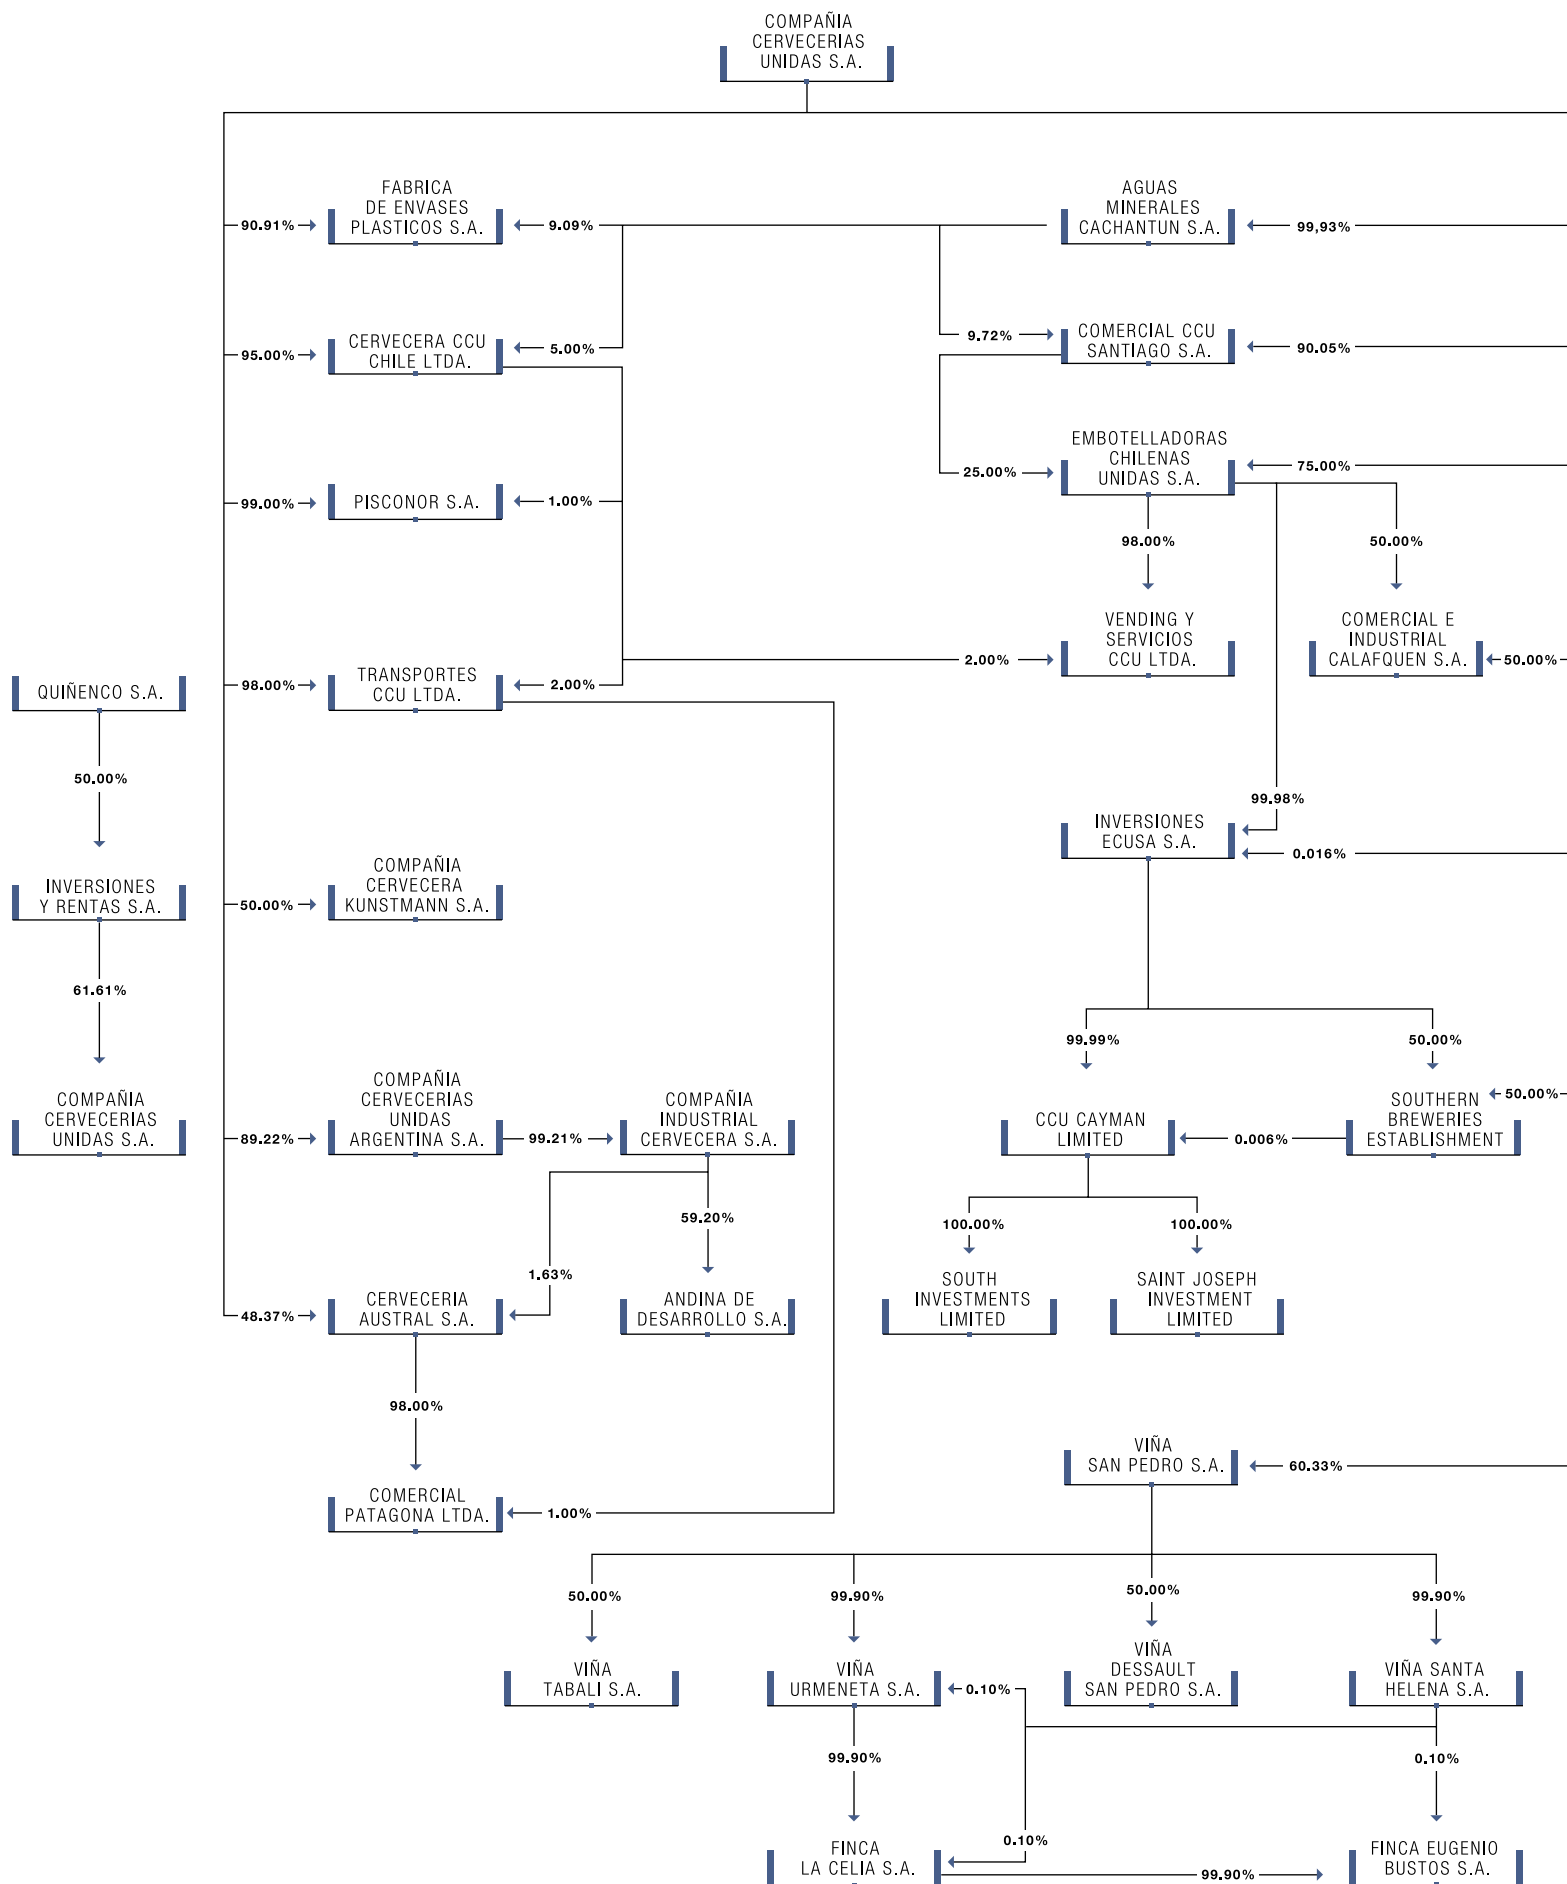 COMPAÑIA
CERVECERIAS
UNIDAS S.A.
FABRICA
DE ENVASES
PLASTICOS S.A.
AGUAS
MINERALES
CACHANTUN S.A.
90.91%
9.09%
99,93%
CERVECERA CCU
CHILE LTDA.
COMERCIAL CCU
SANTIAGO S.A.
95.00%
5.00%
9.72%
90.05%
EMBOTELLADORAS
CHILENAS
UNIDAS S.A.
25.00%
75.00%
99.00%
PISCONOR S.A.
1.00%
98.00%
50.00%
VENDING Y
SERVICIOS
CCU LTDA.
COMERCIAL E
INDUSTRIAL
CALAFQUEN S.A.
2.00%
50.00%
QUIÑENCO S.A.
98.00%
TRANSPORTES
CCU LTDA.
2.00%
50.00%
99.98%
INVERSIONES
ECUSA S.A.
0.016%
INVERSIONES
Y RENTAS S.A.
50.00%
COMPAÑIA
CERVECERA
KUNSTMANN S.A.
61.61%
99.99%
50.00%
COMPAÑIA
CERVECERIAS
UNIDAS S.A.
89.22%
COMPAÑIA
CERVECERIAS
UNIDAS
ARGENTINA S.A.
99.21%
COMPAÑIA
INDUSTRIAL
CERVECERA S.A.
CCU CAYMAN
LIMITED
0.006%
SOUTHERN
BREWERIES
ESTABLISHMENT
50.00%
59.20%
100.00%
100.00%
1.63%
48.37%
CERVECERIA
AUSTRAL S.A.
ANDINA DE
DESARROLLO S.A.
SOUTH
INVESTMENTS
LIMITED
SAINT JOSEPH
INVESTMENT
LIMITED
98.00%
VIÑA
SAN PEDRO S.A.
60.33%
COMERCIAL
PATAGONA LTDA.
1.00%
50.00%
99.90%
50.00%
99.90%
VIÑA
TABALI S.A.
VIÑA
URMENETA S.A.
0.10%
VIÑA
DESSAULT
SAN PEDRO S.A.
VIÑA SANTA
HELENA S.A.
99.90%
0.10%
0.10%
FINCA
LA CELIA S.A.
99.90%
FINCA EUGENIO
BUSTOS S.A.